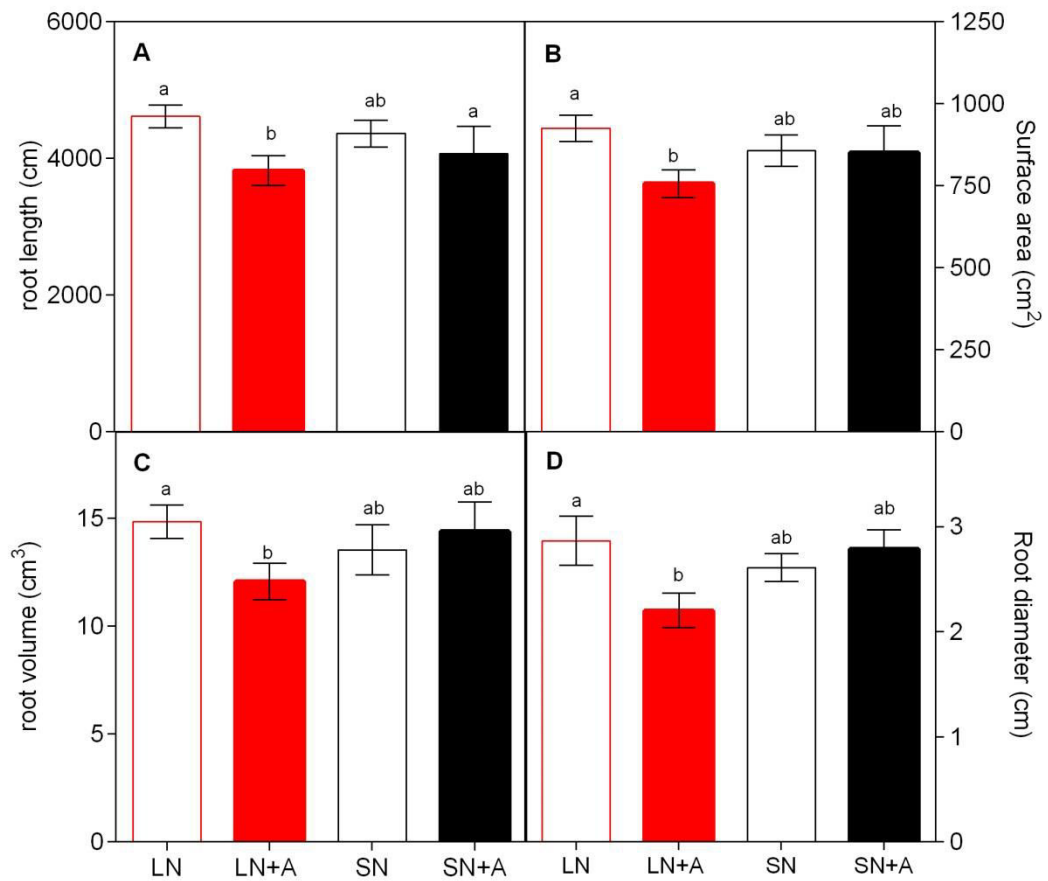 6000
4000
2000
0
root length (cm)
A
a
b
ab
a
B
a
b
ab
ab
1250
1000
750
500
250
0
Surface area (cm²)
15
10
5
0
root volume (cm³)
C
a
b
ab
ab
D
a
b
ab
ab
3
2
1
0
Root diameter (cm)
LN LN+A SN SN+A LN LN+A SN SN+A